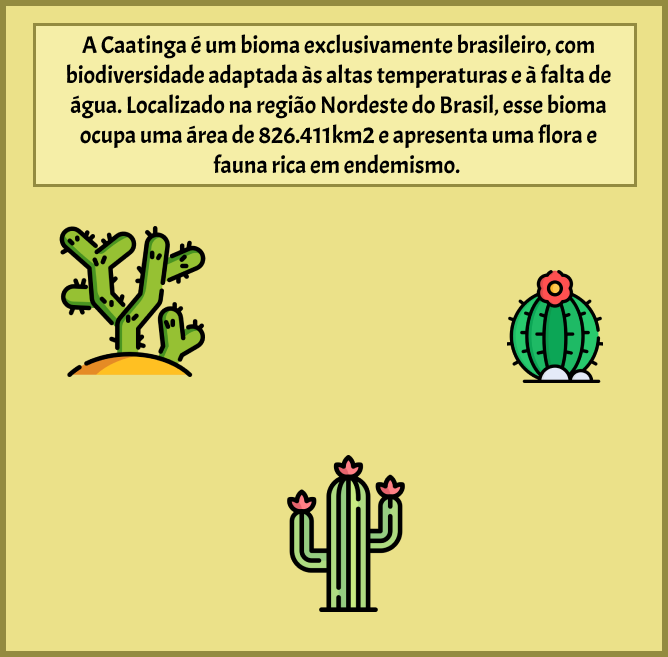 A Caatinga é um bioma exclusivamente brasileiro, com
biodiversidade adaptada às altas temperaturas e à falta de
água. Localizado na região Nordeste do Brasil, esse bioma
ocupa uma área de 826.411km2 e apresenta uma flora e
fauna rica em endemismo.